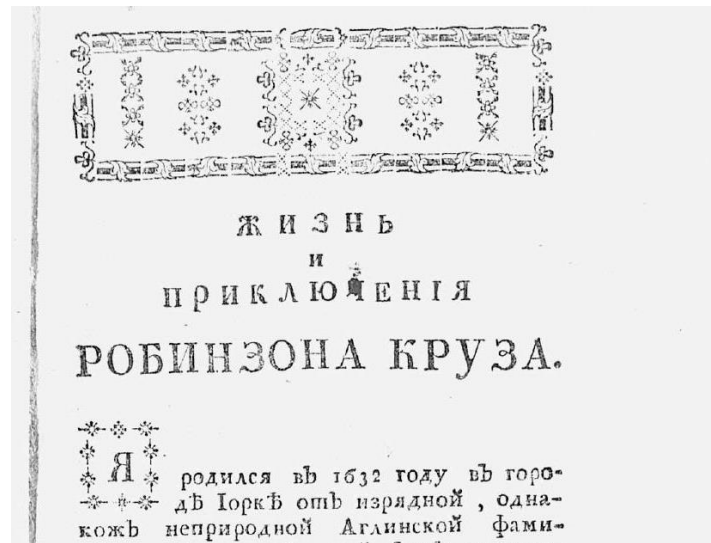 ЖИЗНЬ
И
ПРИКЛЮЧЕНІЯ
РОБИНЗОНА КРУЗА.
Я родился въ 1632 году въ горо-
дѣ Іоркѣ отъ изрядной, одна-
кожъ неприродной Аглинской фами-